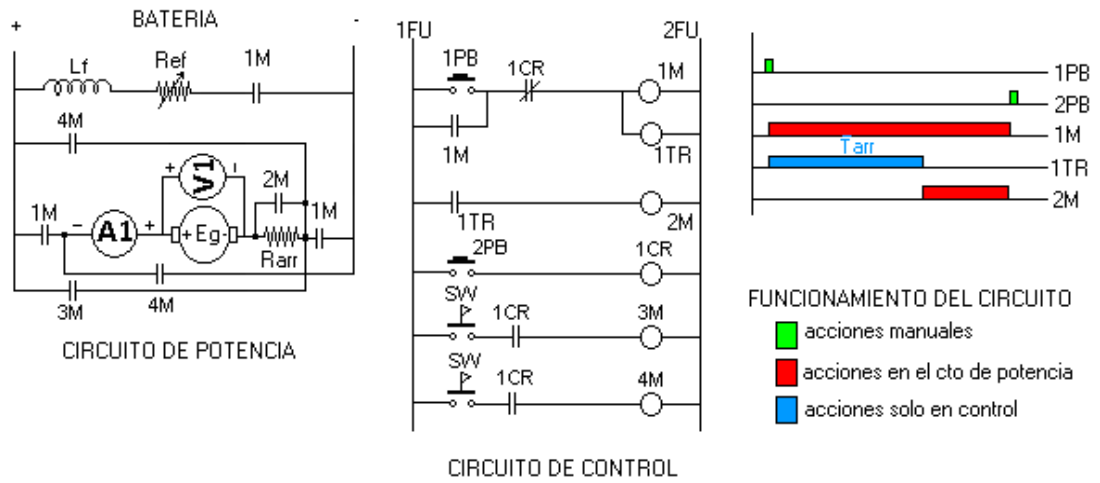 BATERIA
+ -
Lf Ref 1M
4M
V1
+ -
1M 2M 1M
- A1 + +Eg-
Rarr
3M 4M
CIRCUITO DE POTENCIA
1FU 2FU
1PB 1CR 1M
1M 1TR
1TR 2M
2PB 1CR
SW 1CR 3M
SW 1CR 4M
CIRCUITO DE CONTROL
1PB
2PB
1M
Tarr
1TR
2M
FUNCIONAMIENTO DEL CIRCUITO
acciones manuales
acciones en el cto de potencia
acciones solo en control